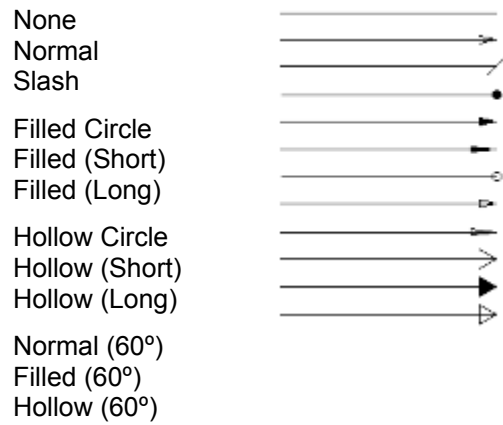 None
Normal
Slash
Filled Circle
Filled (Short)
Filled (Long)
Hollow Circle
Hollow (Short)
Hollow (Long)
Normal (60º)
Filled (60º)
Hollow (60º)